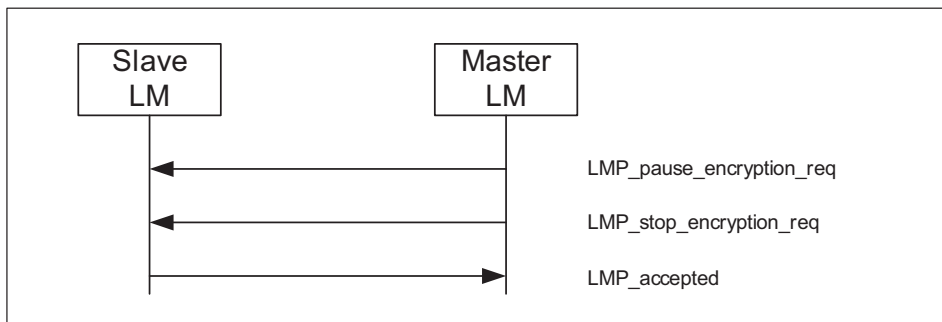 Slave
LM
Master
LM
LMP_pause_encryption_req
LMP_stop_encryption_req
LMP_accepted